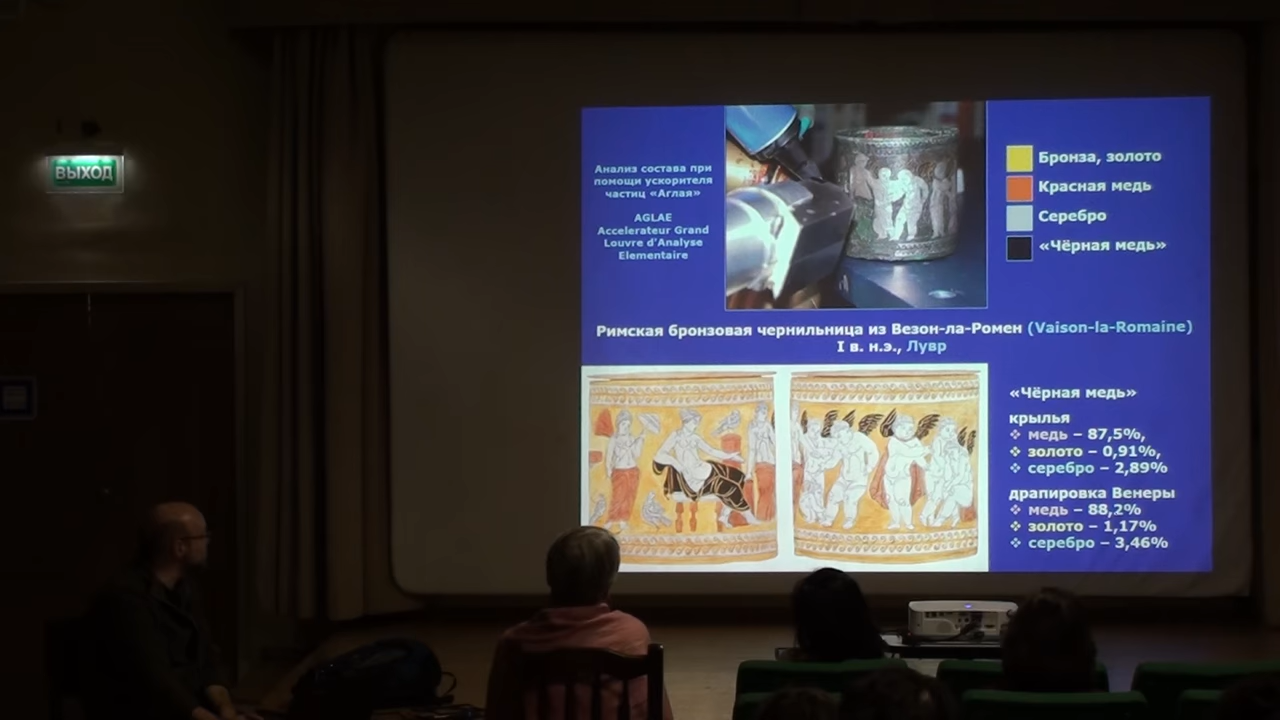 ВЫХОД
Анализ состава при
помощи ускорителя
частиц «Аглая»
AGLAE
Accelerateur Grand
Louvre d'Analyse
Elementaire
Бронза, золото
Красная медь
Серебро
«Чёрная медь»
Римская бронзовая чернильница из Везон-ла-Ромен (Vaison-la-Romaine)
I в. н.э., Лувр
«Чёрная медь»
крылья
❖ медь – 87,5%,
❖ золото – 0,91%,
❖ серебро – 2,89%
драпировка Венеры
❖ медь – 88,2%
❖ золото – 1,17%
❖ серебро – 3,46%